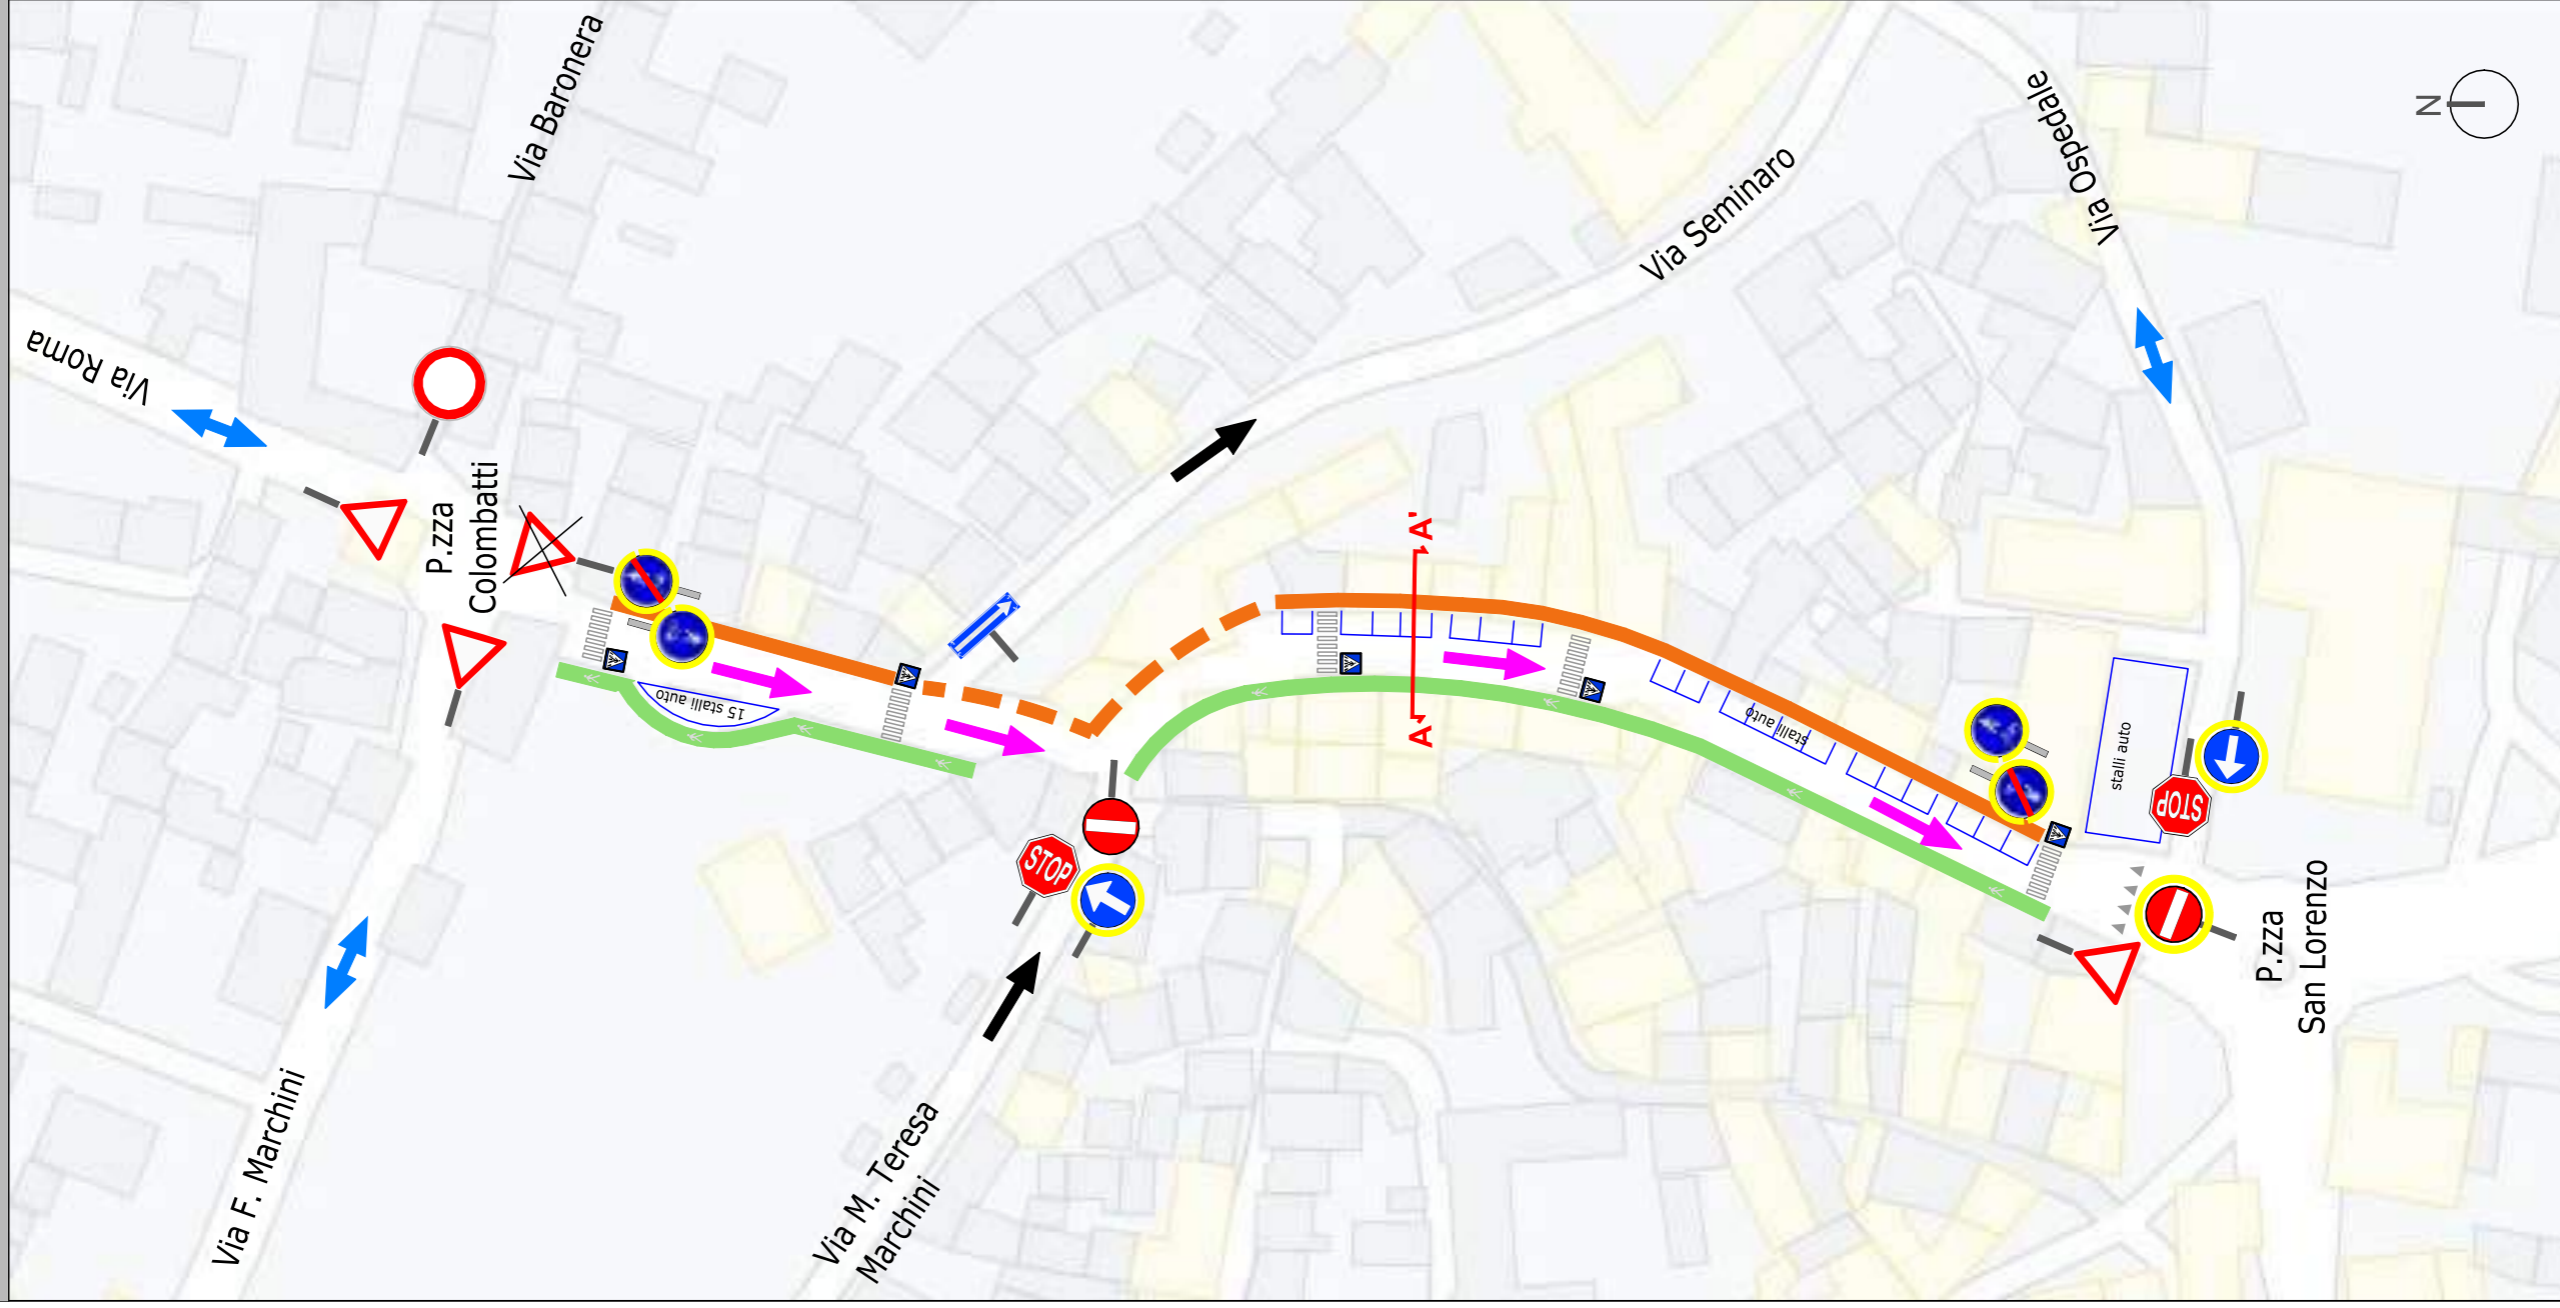 Via Baronera
Via Ospedale
N
Via Seminaro
Via Roma
P.zza
Colombatti
A'
15 stalli auto
stalli auto
A
stalli auto
STOP
STOP
P.zza
San Lorenzo
Via F. Marchini
Via M. Teresa
Marchini